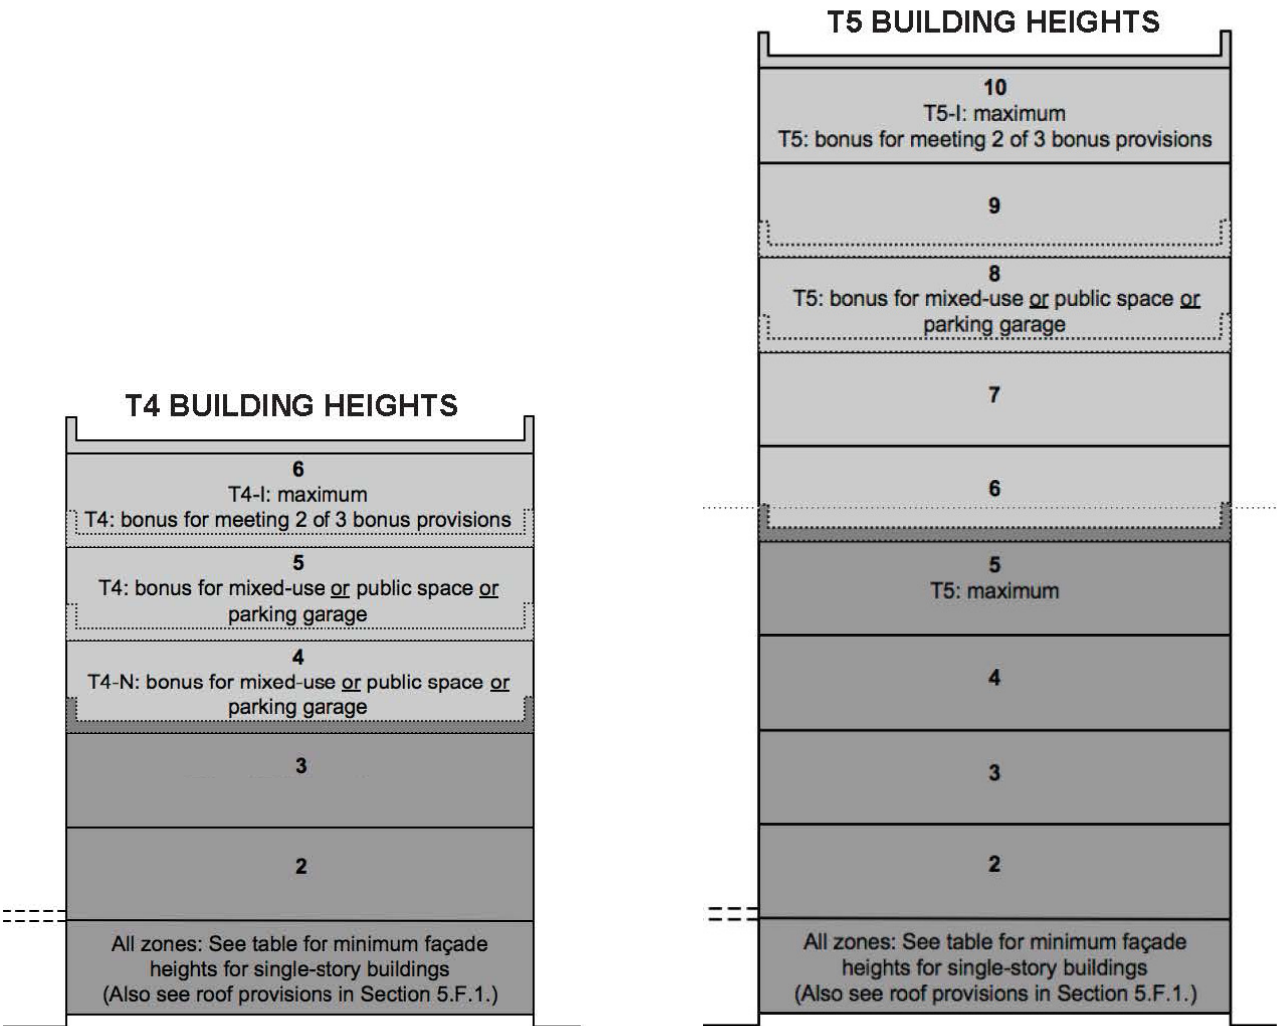 T5 BUILDING HEIGHTS
10
T5-I: maximum
T5: bonus for meeting 2 of 3 bonus provisions
9
8
T5: bonus for mixed-use or public space or
parking garage
7
6
5
T5: maximum
4
3
2
All zones: See table for minimum façade
heights for single-story buildings
(Also see roof provisions in Section 5.F.1.)
T4 BUILDING HEIGHTS
6
T4-I: maximum
T4: bonus for meeting 2 of 3 bonus provisions
5
T4: bonus for mixed-use or public space or
parking garage
4
T4-N: bonus for mixed-use or public space or
parking garage
3
2
All zones: See table for minimum façade
heights for single-story buildings
(Also see roof provisions in Section 5.F.1.)